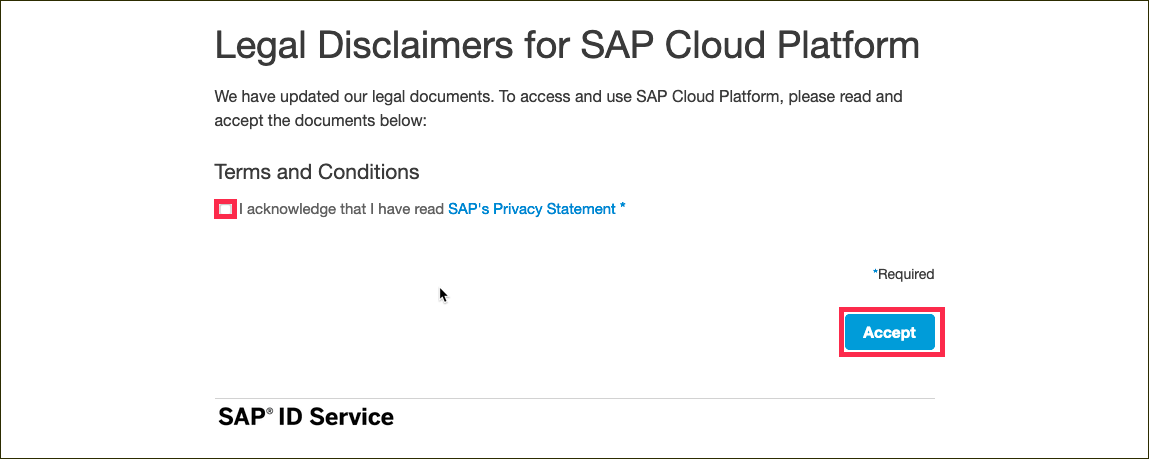 Legal Disclaimers for SAP Cloud Platform
We have updated our legal documents. To access and use SAP Cloud Platform, please read and
accept the documents below:
Terms and Conditions
I acknowledge that I have read SAP's Privacy Statement *
*Required
Accept
SAP® ID Service